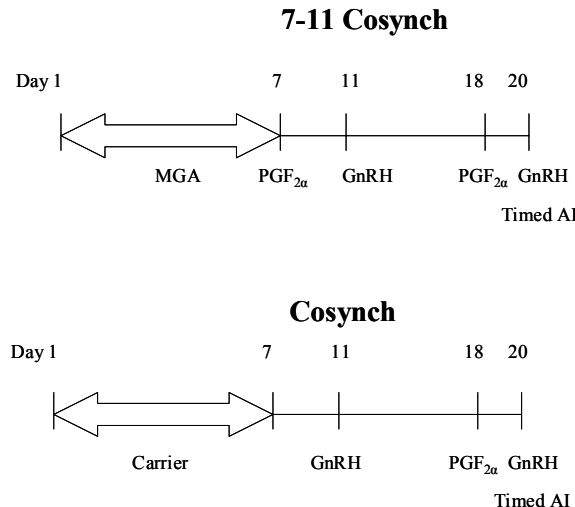 7-11 Cosynch
Day 1 7 11 18 20
MGA PGF2α GnRH PGF2α GnRH
Timed AI
Cosynch
Day 1 7 11 18 20
Carrier GnRH PGF2α GnRH
Timed AI